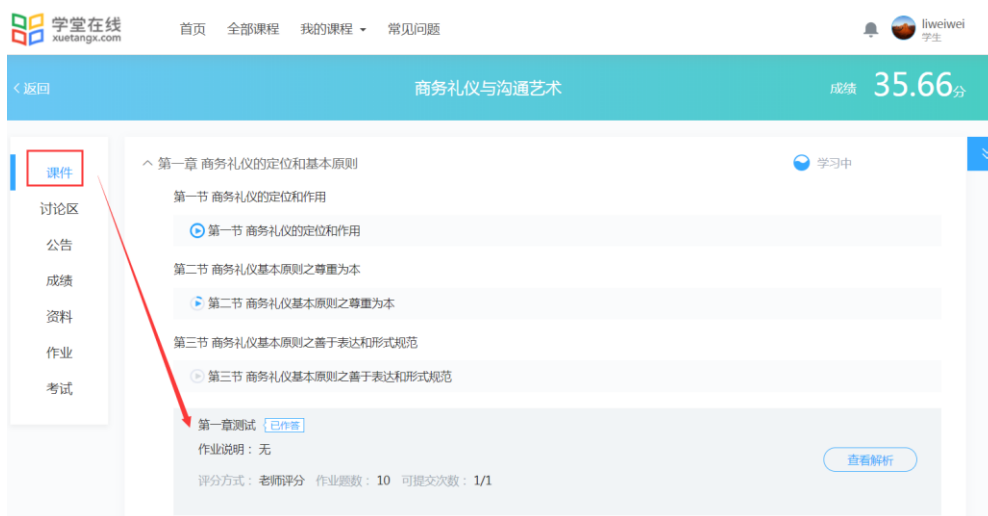 学堂在线
xuetangx.com
首页 全部课程 我的课程 常见问题
liweiwei
学生
返回 商务礼仪与沟通艺术 成绩 35.66分
课件
讨论区
公告
成绩
资料
作业
考试
第一章 商务礼仪的定位和基本原则 学习中
第一节 商务礼仪的定位和作用
第一节 商务礼仪的定位和作用
第二节 商务礼仪基本原则之尊重为本
第二节 商务礼仪基本原则之尊重为本
第三节 商务礼仪基本原则之善于表达和形式规范
第三节 商务礼仪基本原则之善于表达和形式规范
第一章测试 已作答
作业说明：无
评分方式：老师评分 作业题数：10 可提交次数：1/1
查看解析